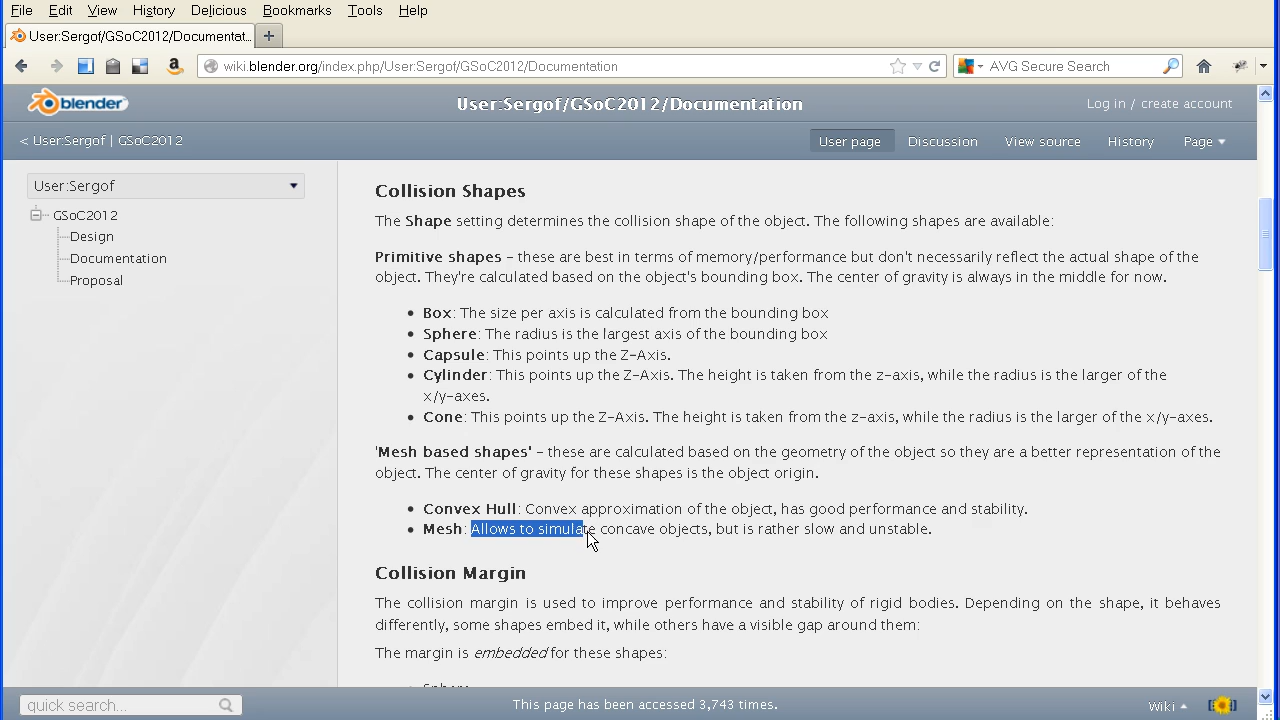 File Edit View History Delicious Bookmarks Tools Help
User:Sergof/GSoC2012/Documentat...
wiki.blender.org/index.php/User:Sergof/GSoC2012/Documentation
AVG Secure Search
blender
User:Sergof/GSoC2012/Documentation
Log in / create account
< User:Sergof | GSoC2012
User page Discussion View source History Page
User:Sergof
GSoC2012
Design
Documentation
Proposal
Collision Shapes
The Shape setting determines the collision shape of the object. The following shapes are available:
Primitive shapes - these are best in terms of memory/performance but don't necessarily reflect the actual shape of the
object. They're calculated based on the object's bounding box. The center of gravity is always in the middle for now.
• Box: The size per axis is calculated from the bounding box
• Sphere: The radius is the largest axis of the bounding box
• Capsule: This points up the Z-Axis.
• Cylinder: This points up the Z-Axis. The height is taken from the z-axis, while the radius is the larger of the
x/y-axes.
• Cone: This points up the Z-Axis. The height is taken from the z-axis, while the radius is the larger of the x/y-axes.
'Mesh based shapes' - these are calculated based on the geometry of the object so they are a better representation of the
object. The center of gravity for these shapes is the object origin.
• Convex Hull: Convex approximation of the object, has good performance and stability.
• Mesh: Allows to simulate concave objects, but is rather slow and unstable.
Collision Margin
The collision margin is used to improve performance and stability of rigid bodies. Depending on the shape, it behaves
differently, some shapes embed it, while others have a visible gap around them:
The margin is embedded for these shapes:
quick search...
This page has been accessed 3,743 times.
Wiki